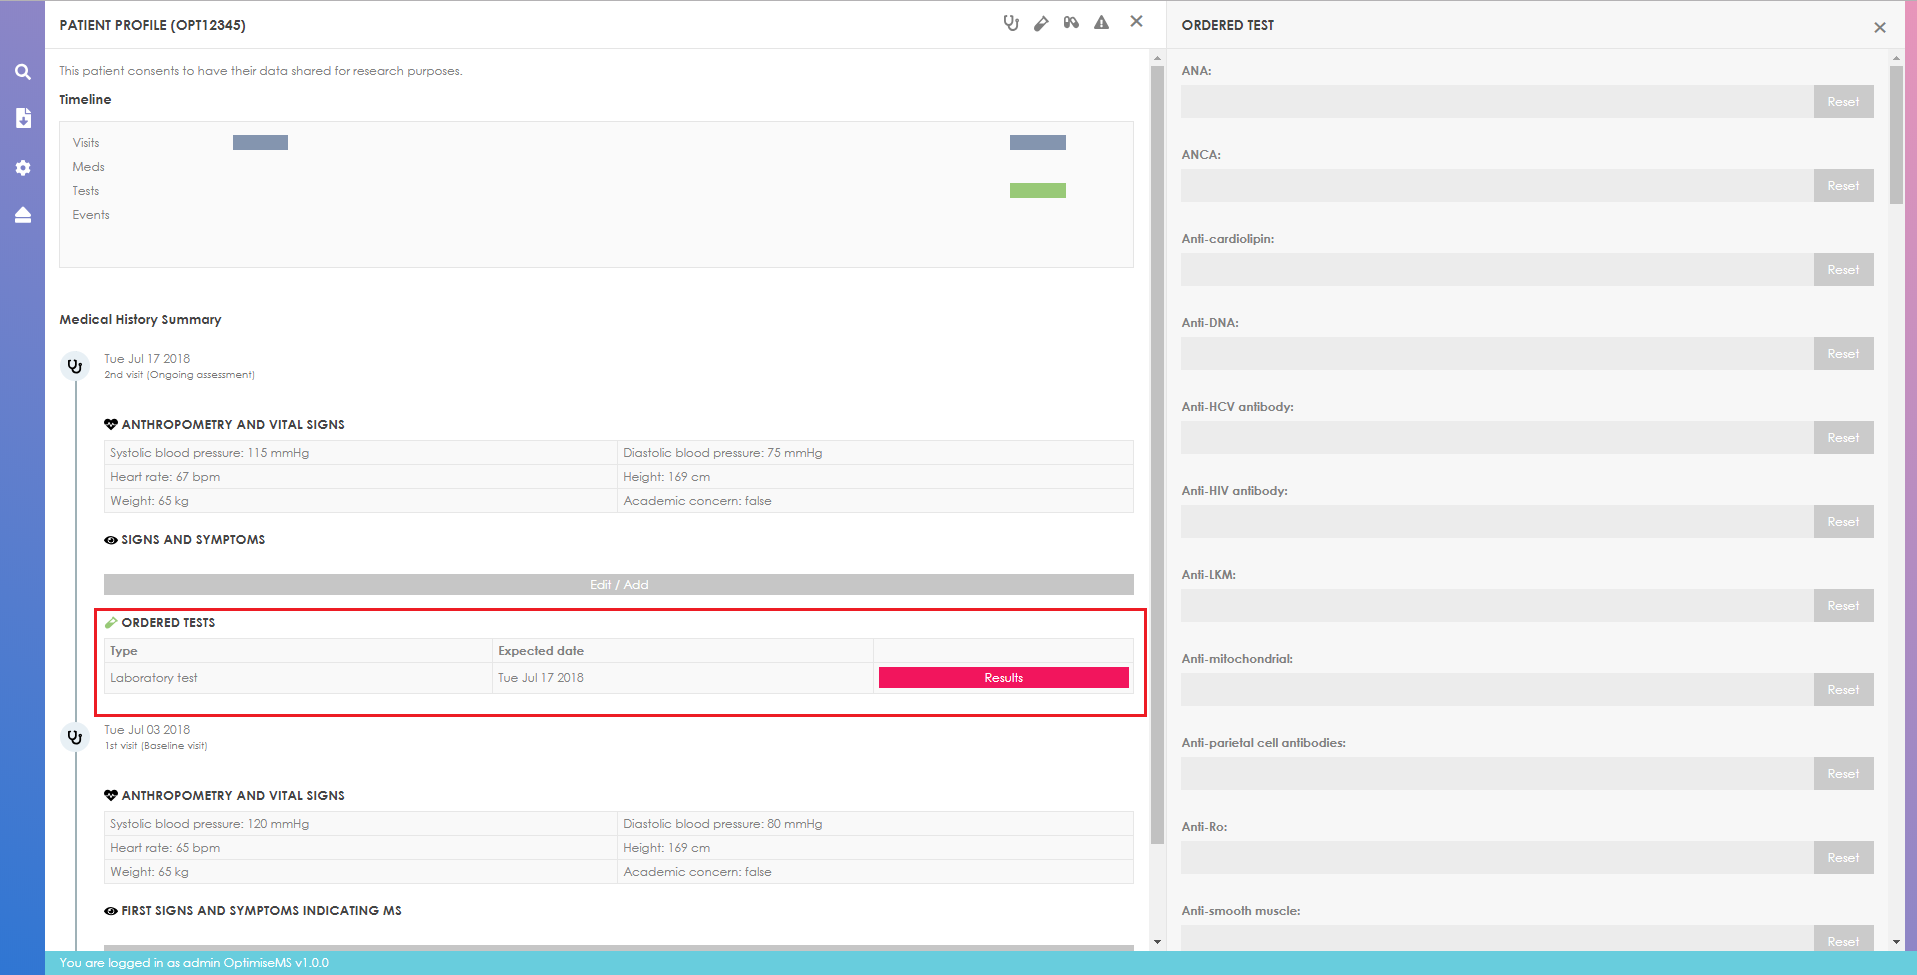 PATIENT PROFILE (OPT12345)
This patient consents to have their data shared for research purposes.
Timeline
Visits
Meds
Tests
Events
Medical History Summary
Tue Jul 17 2018
2nd visit (Ongoing assessment)
ANTHROPOMETRY AND VITAL SIGNS
Systolic blood pressure: 115 mmHg Diastolic blood pressure: 75 mmHg
Heart rate: 67 bpm Height: 169 cm
Weight: 65 kg Academic concern: false
SIGNS AND SYMPTOMS
Edit / Add
ORDERED TESTS
Type Expected date
Laboratory test Tue Jul 17 2018 Results
Tue Jul 03 2018
1st visit (Baseline visit)
ANTHROPOMETRY AND VITAL SIGNS
Systolic blood pressure: 120 mmHg Diastolic blood pressure: 80 mmHg
Heart rate: 65 bpm Height: 169 cm
Weight: 65 kg Academic concern: false
FIRST SIGNS AND SYMPTOMS INDICATING MS
ORDERED TEST
ANA:
Reset
ANCA:
Reset
Anti-cardiolipin:
Reset
Anti-DNA:
Reset
Anti-HCV antibody:
Reset
Anti-HIV antibody:
Reset
Anti-LKM:
Reset
Anti-mitochondrial:
Reset
Anti-parietal cell antibodies:
Reset
Anti-Ro:
Reset
Anti-smooth muscle:
Reset
You are logged in as admin OptimiseMS v1.0.0